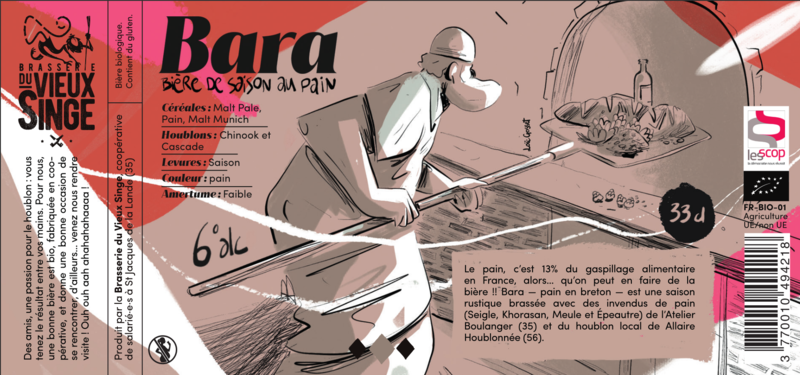 BRASSERIE
DU
VIEUX
SINGE
Des amis, une passion pour le houblon : vous
tenez le résultat entre vos mains. Pour nous,
une bonne bière est bio, fabriquée en coo-
pérative, et donne une bonne occasion de
se rencontrer, d'ailleurs... venez nous rendre
visite ! Ouh ouh aah ahahahahaaaa !
Bière biologique.
Contient du gluten.
Produit par la Brasserie du Vieux Singe, coopérative
de salarié·e·s à St Jacques de la Lande (35)
Bara
BIÈRE DE SAISON AU PAIN
Céréales : Malt Pale,
Pain, Malt Munich
Houblons : Chinook et
Cascade
Levures : Saison
Couleur : pain
Amertume : Faible
6° alc
33cl
Le pain, c'est 13% du gaspillage alimentaire
en France, alors... qu'on peut en faire de la
bière !! Bara — pain en breton — est une saison
rustique brassée avec des invendus de pain
(Seigle, Khorasan, Meule et Épeautre) de l'Atelier
Boulanger (35) et du houblon local de Allaire
Houblonnée (56).
les scop
FR-BIO-01
Agriculture
UE/non UE
3 770010 494218